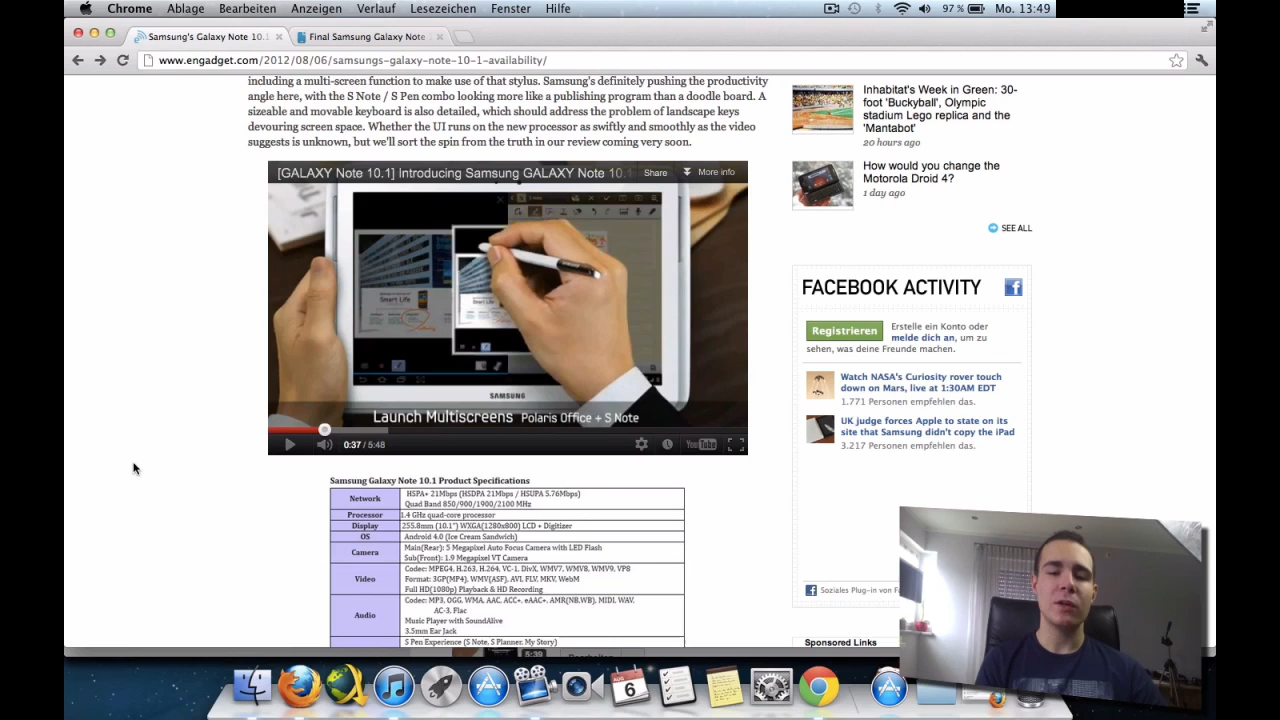 Chrome Ablage Bearbeiten Anzeigen Verlauf Lesezeichen Fenster Hilfe 97 % Mo. 13:49
Samsung's Galaxy Note 10.1 Final Samsung Galaxy Note
www.engadget.com/2012/08/06/samsungs-galaxy-note-10-1-availability/
including a multi-screen function to make use of that stylus. Samsung's definitely pushing the productivity
angle here, with the S Note / S Pen combo looking more like a publishing program than a doodle board. A
sizeable and movable keyboard is also detailed, which should address the problem of landscape keys
devouring screen space. Whether the UI runs on the new processor as swiftly and smoothly as the video
suggests is unknown, but we'll sort the spin from the truth in our review coming very soon.
[GALAXY Note 10.1] Introducing Samsung GALAXY Note 10.1 Share More info
Smart Life
SAMSUNG
Launch Multiscreens Polaris Office + S Note
0:37 / 5:48 YouTube
Samsung Galaxy Note 10.1 Product Specifications
Network HSPA+ 21Mbps (HSDPA 21Mbps / HSUPA 5.76Mbps)
Quad Band 850/900/1900/2100 MHz
Processor 1.4 GHz quad-core processor
Display 255.8mm (10.1") WXGA(1280x800) LCD + Digitizer
OS Android 4.0 (Ice Cream Sandwich)
Camera Main(Rear): 5 Megapixel Auto Focus Camera with LED Flash
Sub(Front): 1.9 Megapixel VT Camera
Video Codec: MPEG4, H.263, H.264, VC-1, DivX, WMV7, WMV8, WMV9, VP8
Format: 3GP(MP4), WMV(ASF), AVI, FLV, MKV, WebM
Full HD(1080p) Playback & HD Recording
Audio Codec: MP3, OGG, WMA, AAC, ACC+, eAAC+, AMR(NB,WB), MIDI, WAV,
AC-3, Flac
Music Player with SoundAlive
3.5mm Ear Jack
S Pen Experience (S Note, S Planner, My Story)
Inhabitat's Week in Green: 30-
foot 'Buckyball', Olympic
stadium Lego replica and the
'Mantabot'
20 hours ago
How would you change the
Motorola Droid 4?
1 day ago
SEE ALL
FACEBOOK ACTIVITY
Registrieren Erstelle ein Konto oder
melde dich an, um zu
sehen, was deine Freunde machen.
Watch NASA's Curiosity rover touch
down on Mars, live at 1:30AM EDT
1.771 Personen empfehlen das.
UK judge forces Apple to state on its
site that Samsung didn't copy the iPad
3.217 Personen empfehlen das.
Soziales Plug-in von F
Sponsored Links
5:39
AUG
6